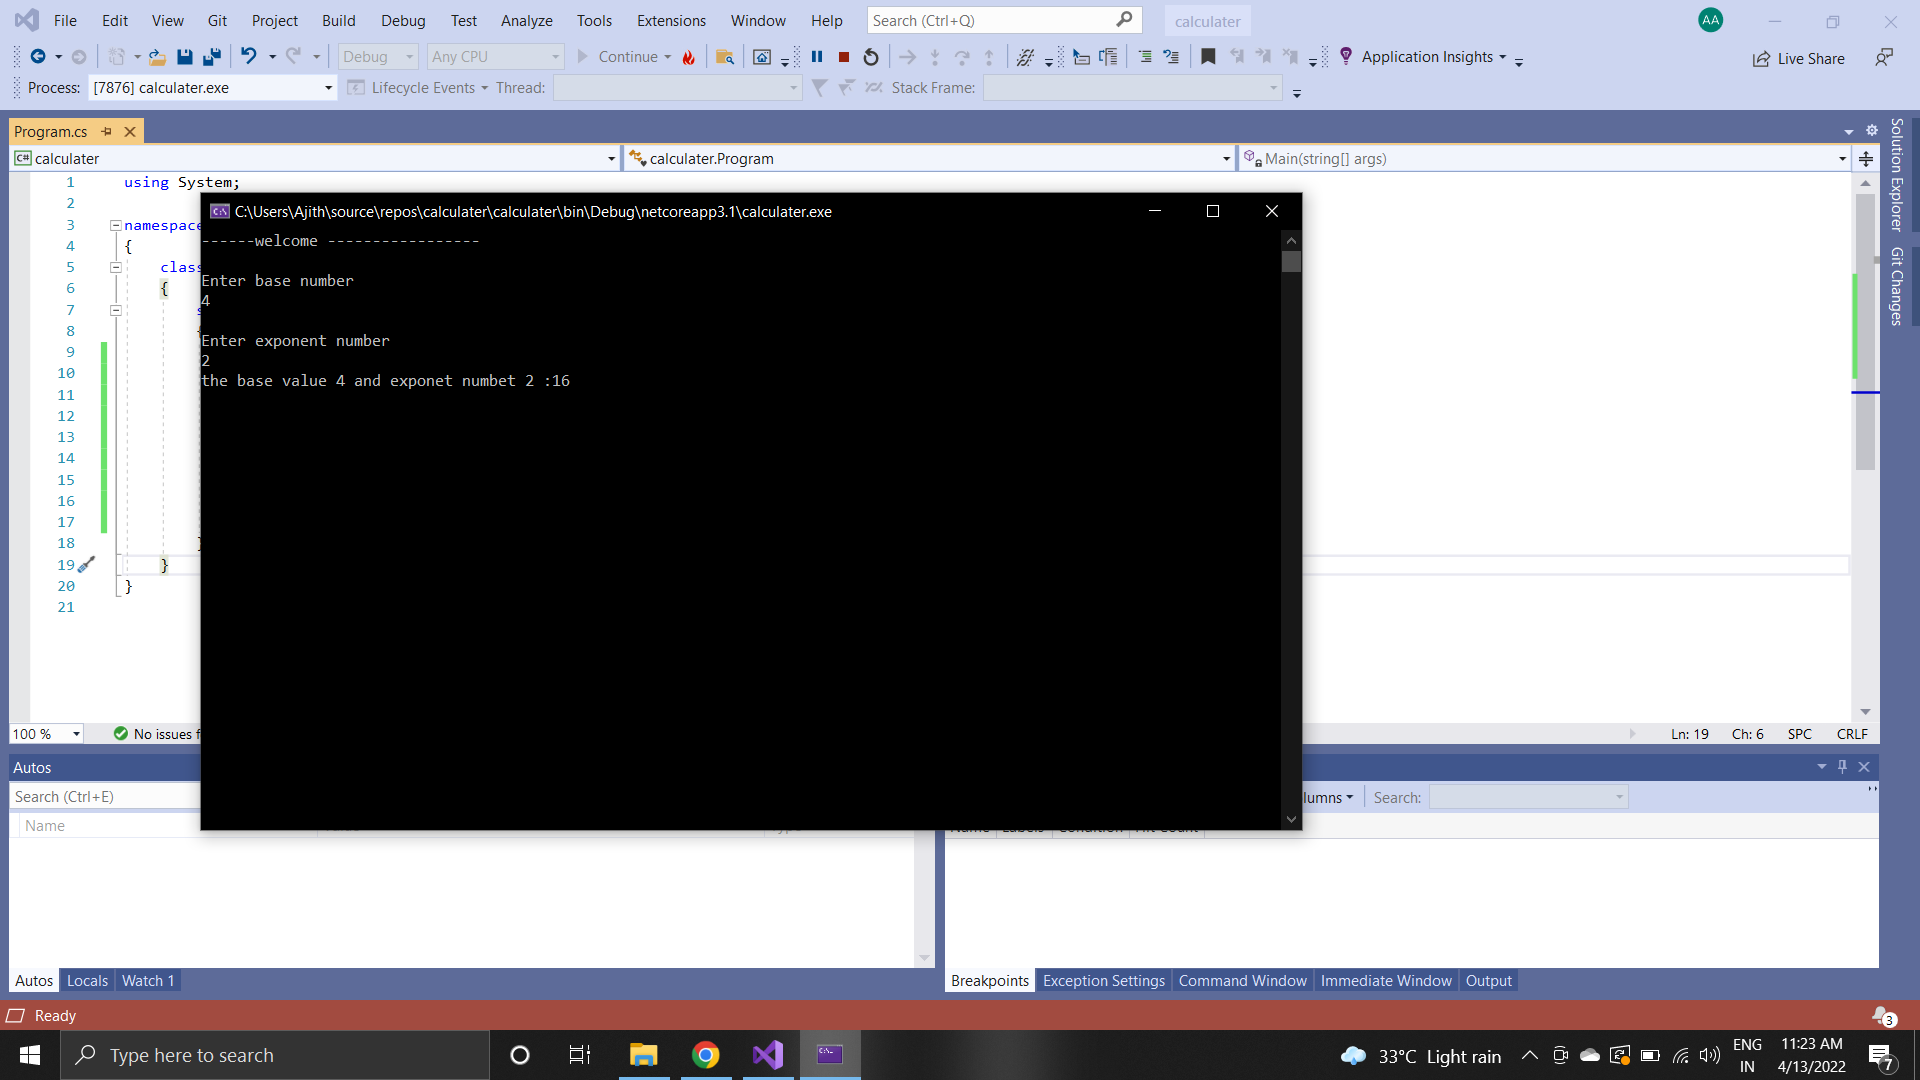 File Edit View Git Project Build Debug Test Analyze Tools Extensions Window Help Search (Ctrl+Q) calculater AA
Debug Any CPU Continue Application Insights Live Share
Process: [7876] calculater.exe Lifecycle Events Thread: Stack Frame:
Program.cs
C# calculater calculater.Program Main(string[] args)
Solution Explorer
Git Changes
1 using System;
2
3 namespace
4 {
5 class
6 {
7
8
9
10
11
12
13
14
15
16
17
18
19 }
20 }
21
C:\Users\Ajith\source\repos\calculater\calculater\bin\Debug\netcoreapp3.1\calculater.exe
------welcome -----------------
Enter base number
4
Enter exponent number
2
the base value 4 and exponet numbet 2 :16
100 % No issues Ln: 19 Ch: 6 SPC CRLF
Autos
Search (Ctrl+E) lumns Search:
Name
Name Labels Condition Hit Count
Autos Locals Watch 1 Breakpoints Exception Settings Command Window Immediate Window Output
Ready 3
Type here to search 33°C Light rain ENG IN 11:23 AM 4/13/2022 7